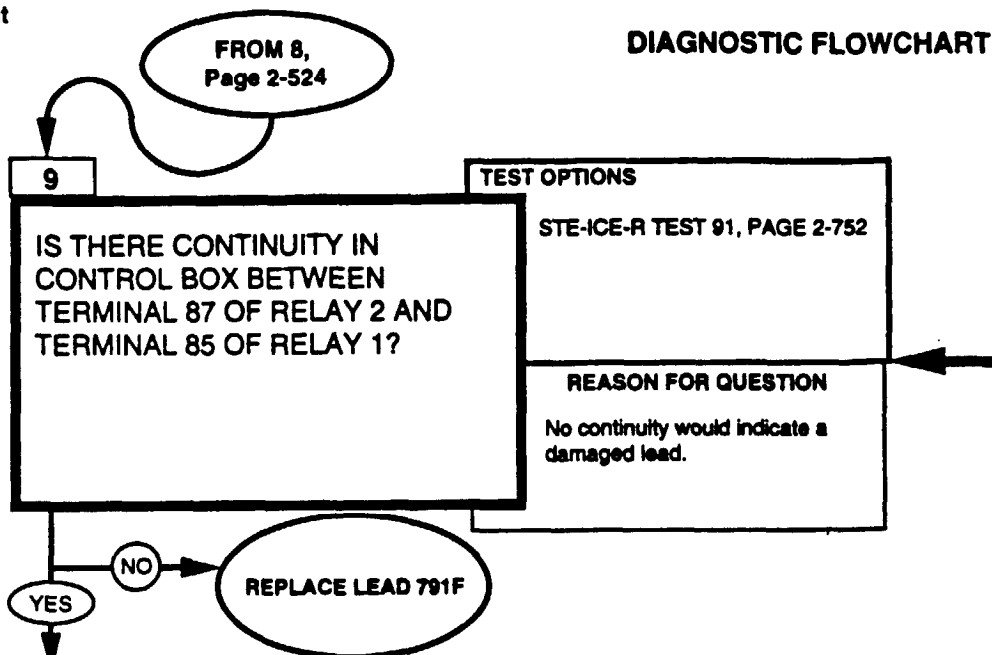 t
FROM 8,
Page 2-524
DIAGNOSTIC FLOWCHART
9
IS THERE CONTINUITY IN
CONTROL BOX BETWEEN
TERMINAL 87 OF RELAY 2 AND
TERMINAL 85 OF RELAY 1?
TEST OPTIONS
STE-ICE-R TEST 91, PAGE 2-752
REASON FOR QUESTION
No continuity would indicate a
damaged lead.
NO
REPLACE LEAD 791F
YES